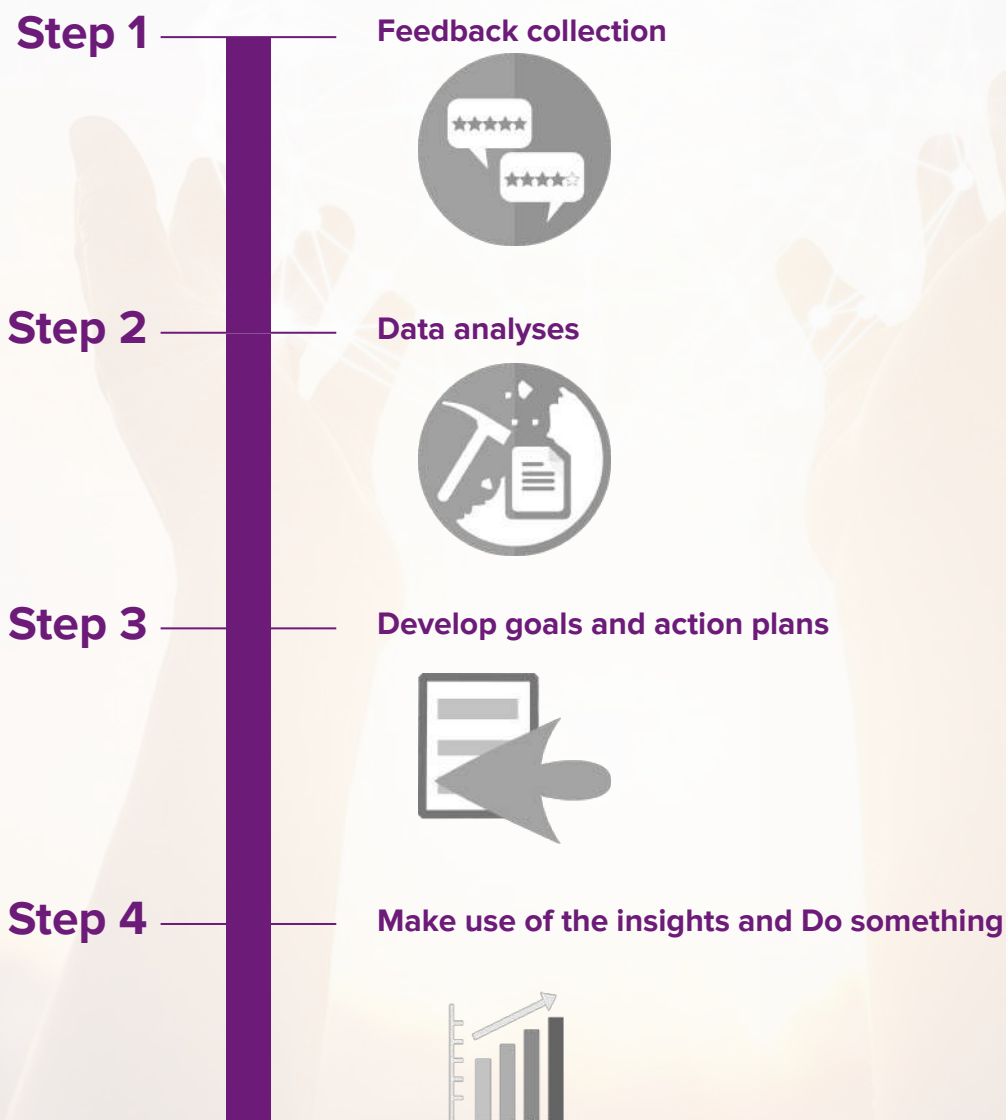 Step 1
Feedback collection
Step 2
Data analyses
Step 3
Develop goals and action plans
Step 4
Make use of the insights and Do something